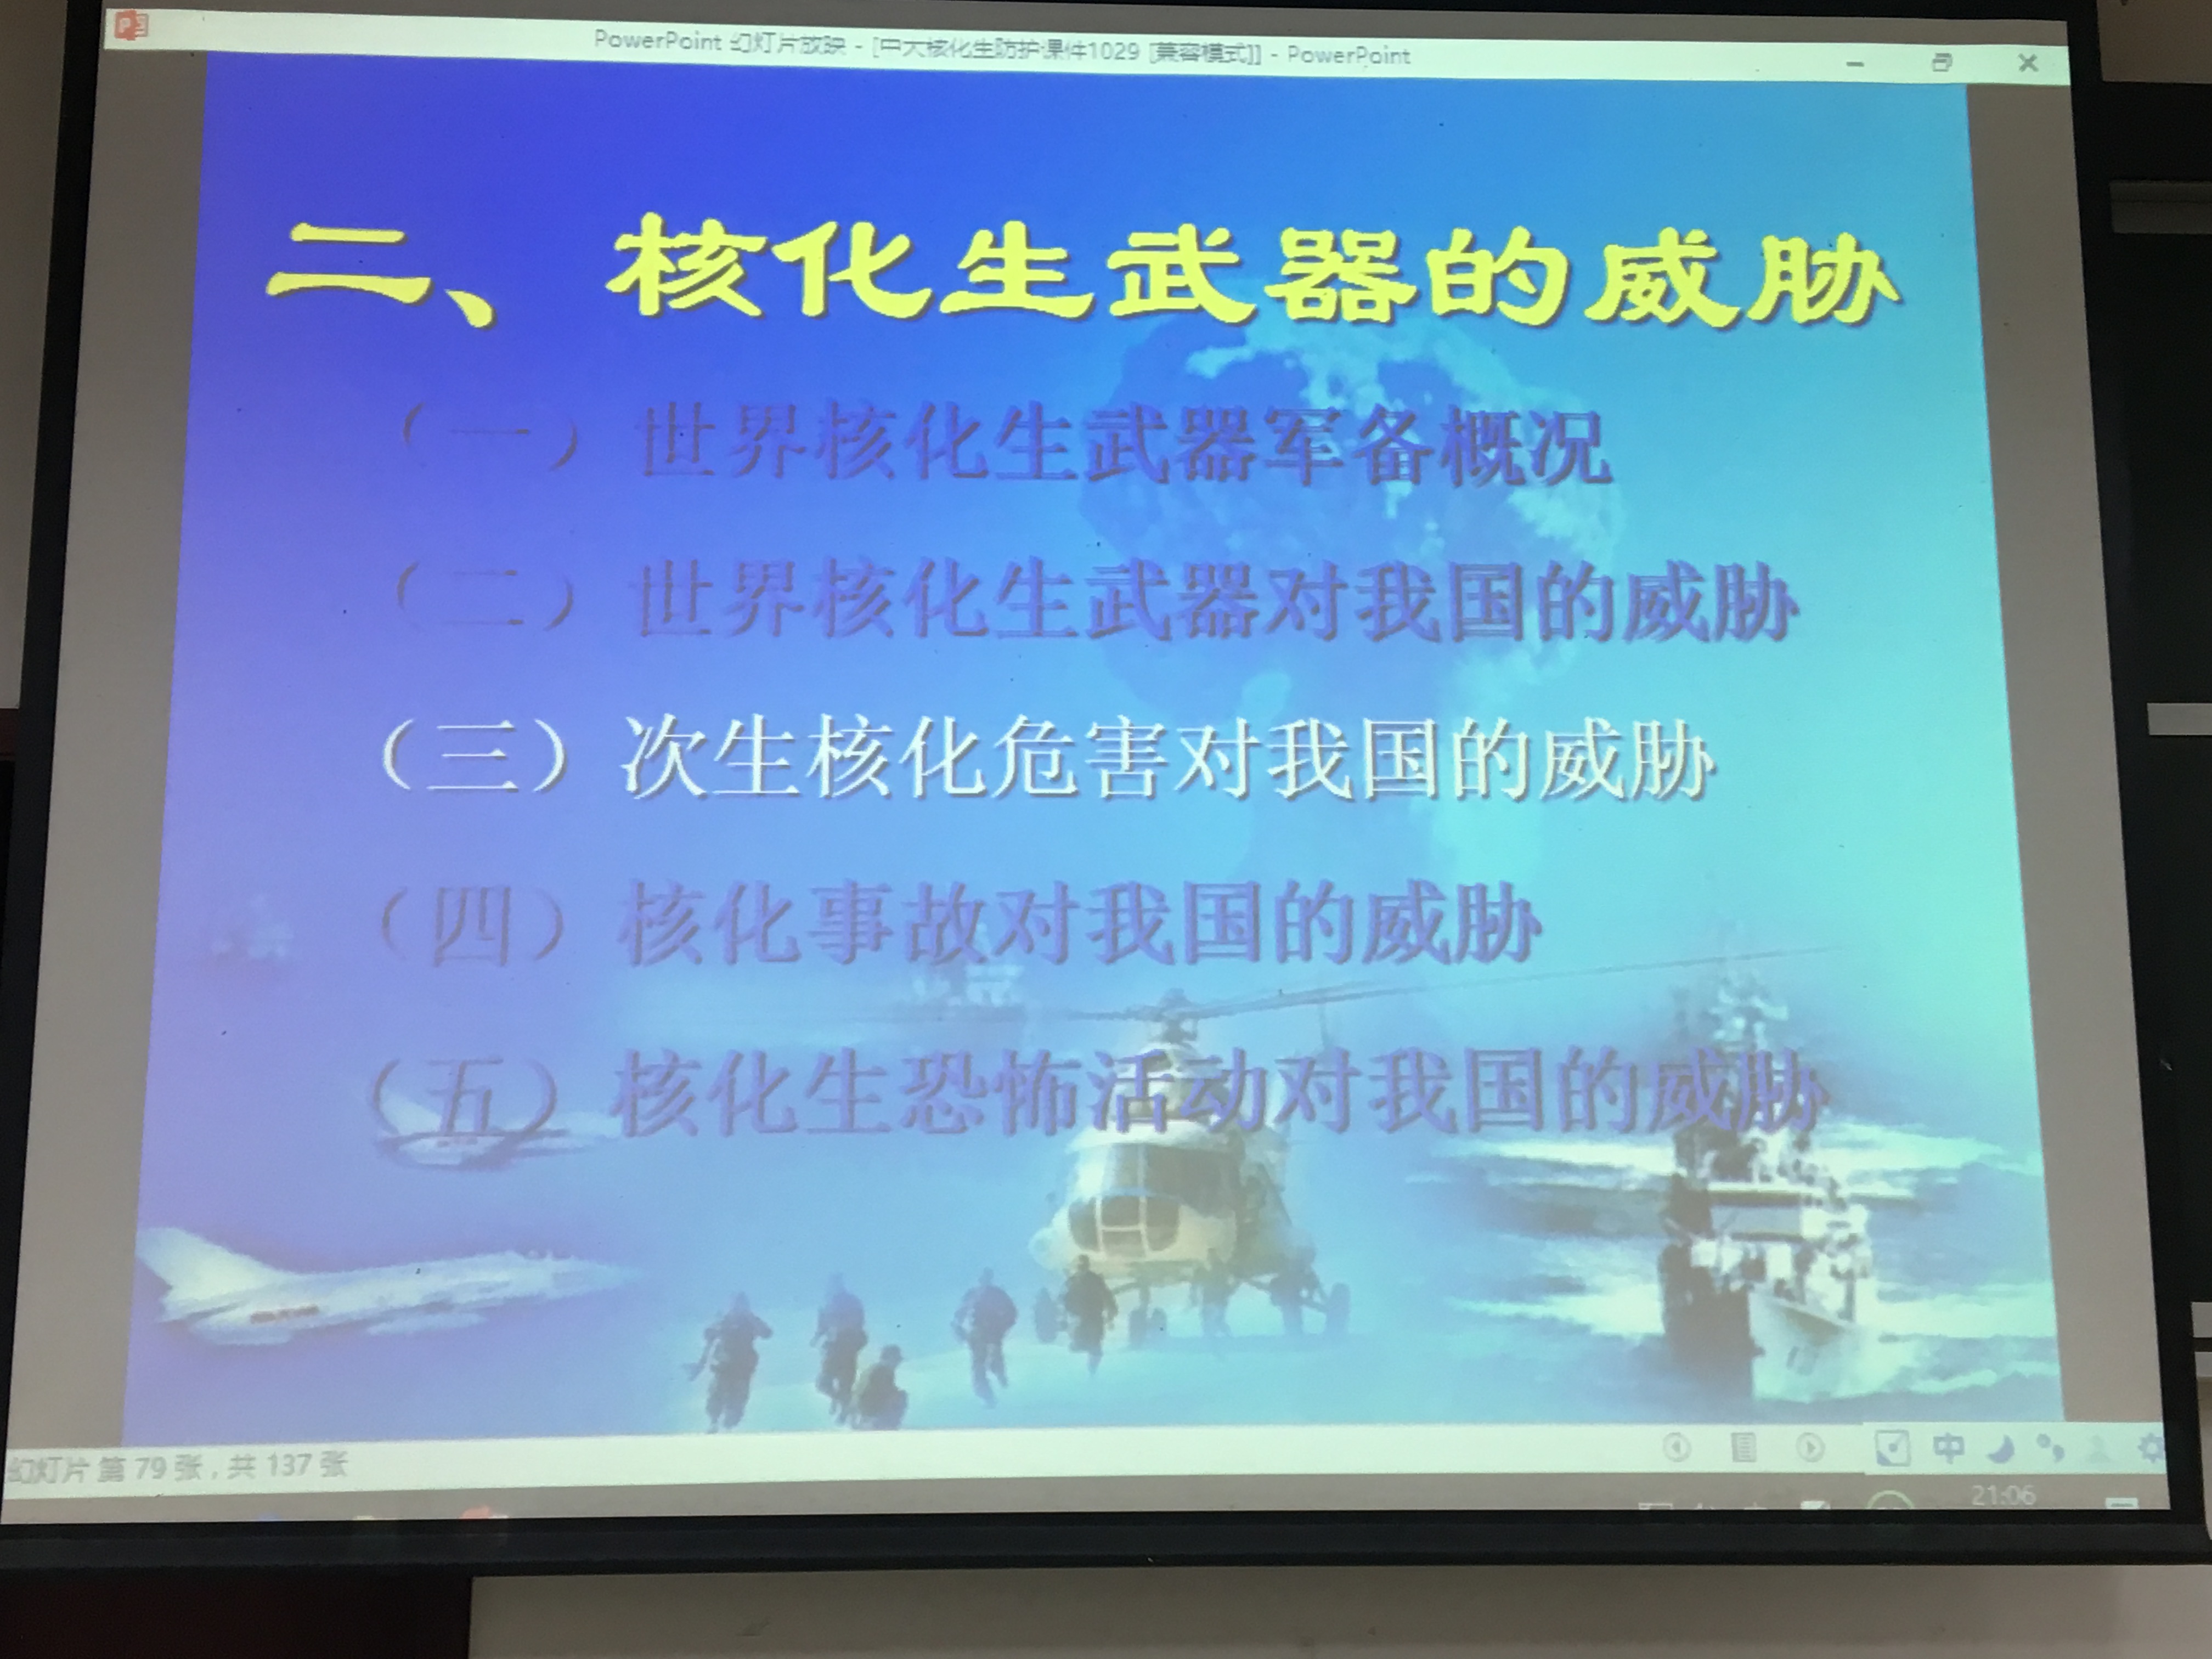 PowerPoint 幻灯片放映 - [中大核化生防护课件1029 [兼容模式]] - PowerPoint
二、核化生武器的威胁
（一）世界核化生武器军备概况
（二）世界核化生武器对我国的威胁
（三）次生核化危害对我国的威胁
（四）核化事故对我国的威胁
（五）核化生恐怖活动对我国的威胁
幻灯片 第 79 张，共 137 张
中
21:06